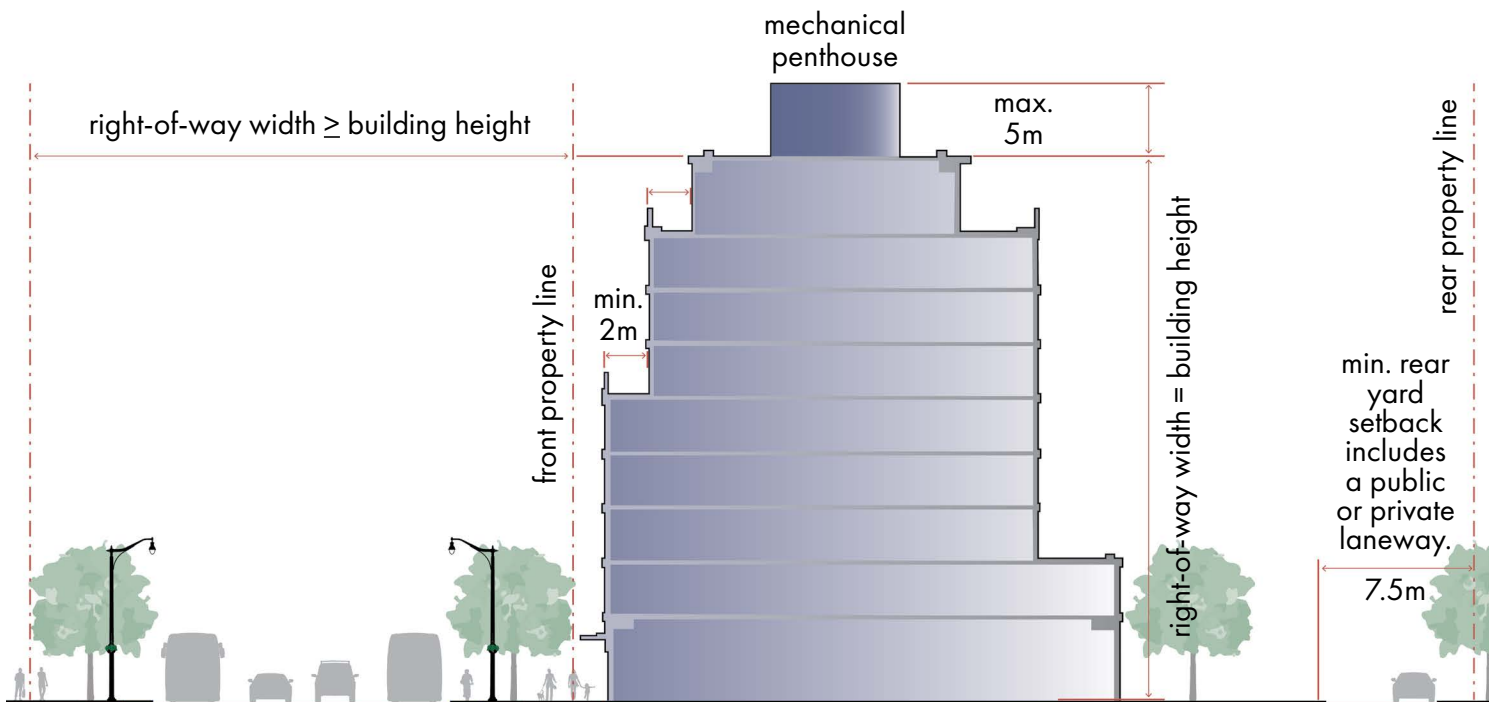 mechanical
penthouse
right-of-way width ≥ building height
max.
5m
rear property line
front property line
min.
2m
right-of-way width = building height
min. rear
yard
setback
includes
a public
or private
laneway.
7.5m